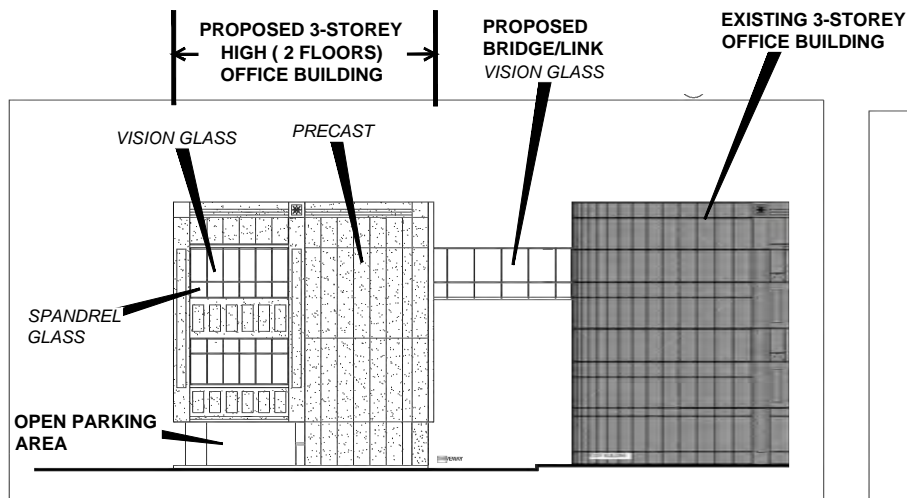 PROPOSED 3-STOREY
HIGH ( 2 FLOORS)
OFFICE BUILDING
PROPOSED
BRIDGE/LINK
VISION GLASS
EXISTING 3-STOREY
OFFICE BUILDING
VISION GLASS
PRECAST
SPANDREL
GLASS
OPEN PARKING
AREA